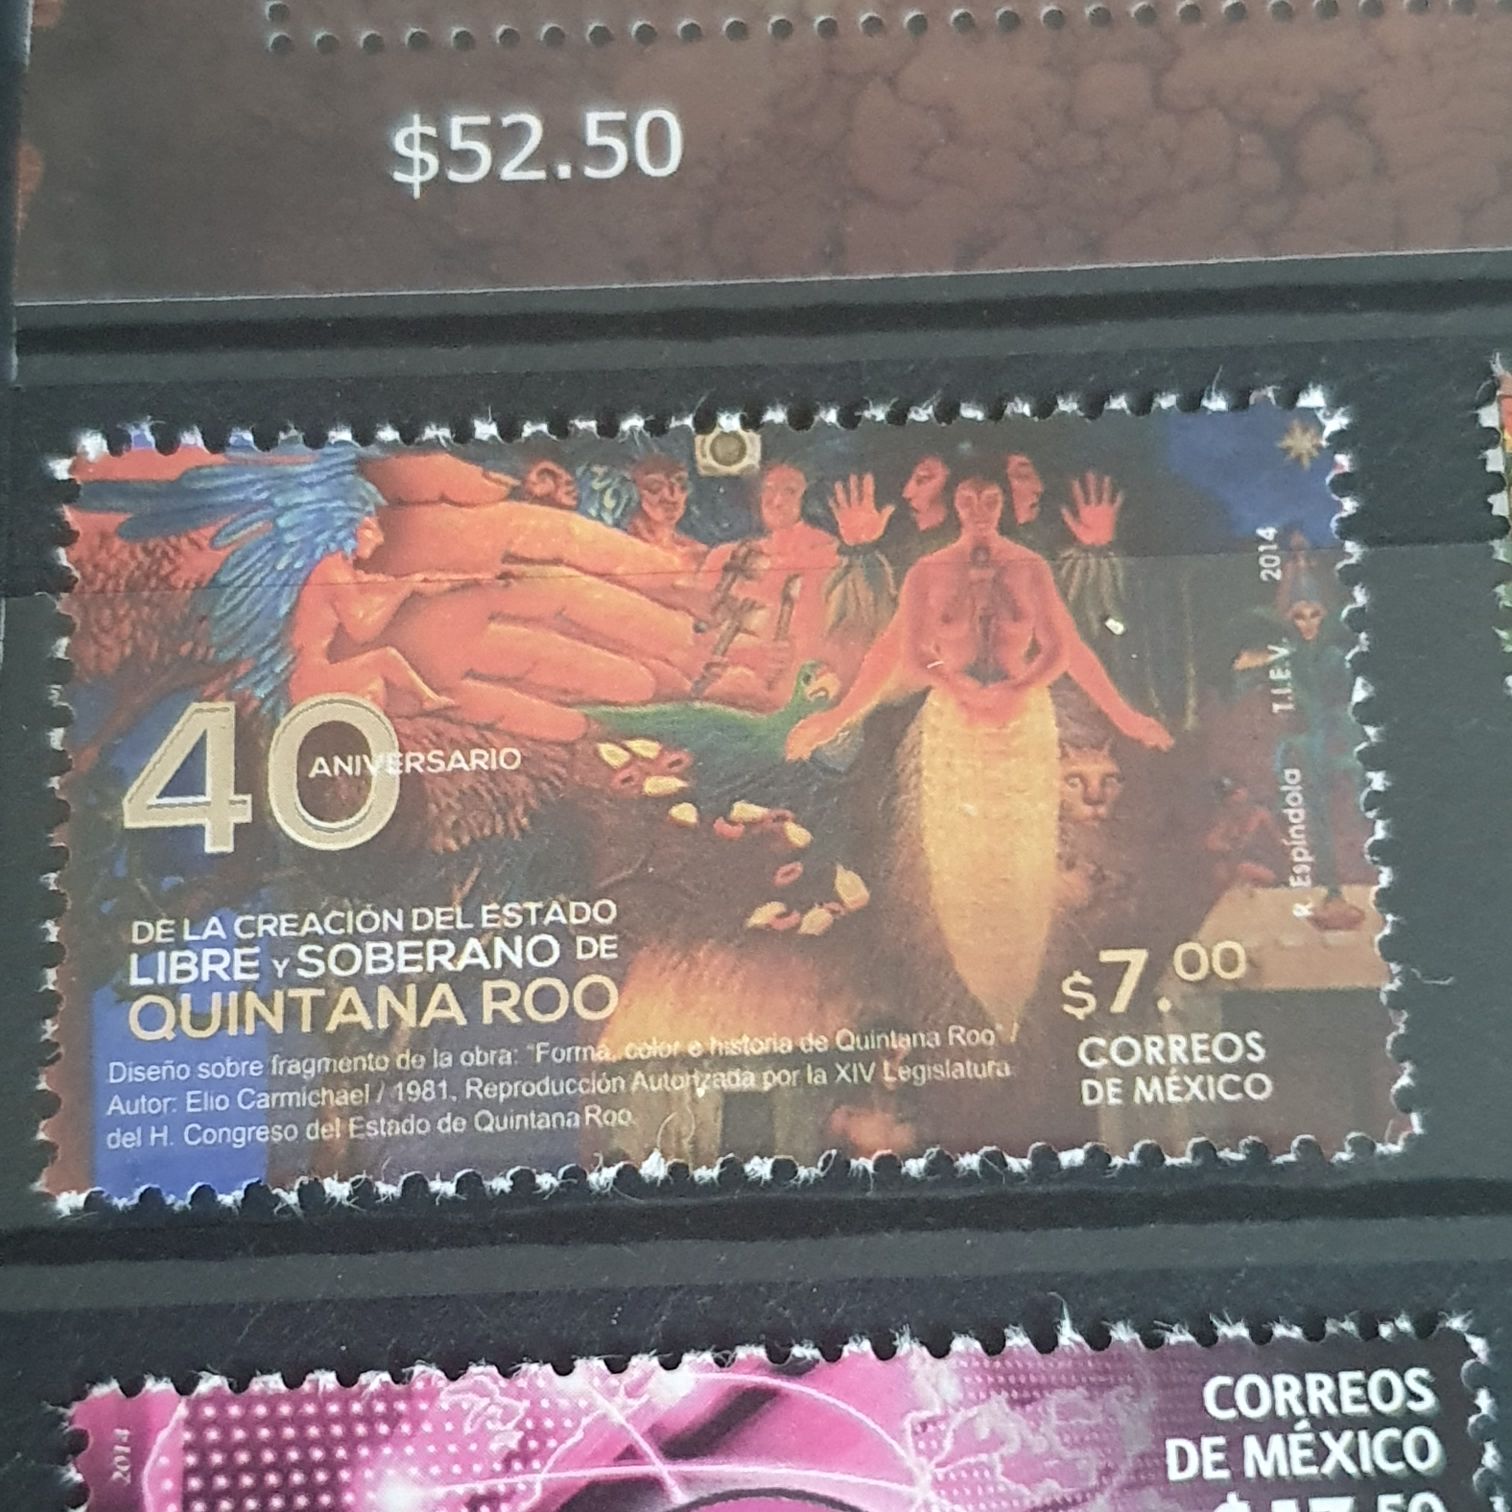 $52.50
40
ANIVERSARIO
DE LA CREACIÓN DEL ESTADO
LIBRE Y SOBERANO DE
QUINTANA ROO
Diseño sobre fragmento de la obra: "Forma, color e historia de Quintana Roo" /
Autor: Elio Carmichael / 1981, Reproducción Autorizada por la XIV Legislatura
del H. Congreso del Estado de Quintana Roo.
$7.00
CORREOS
DE MÉXICO
R. Espíndola T.I.E.V. 2014
2014
CORREOS
DE MÉXICO